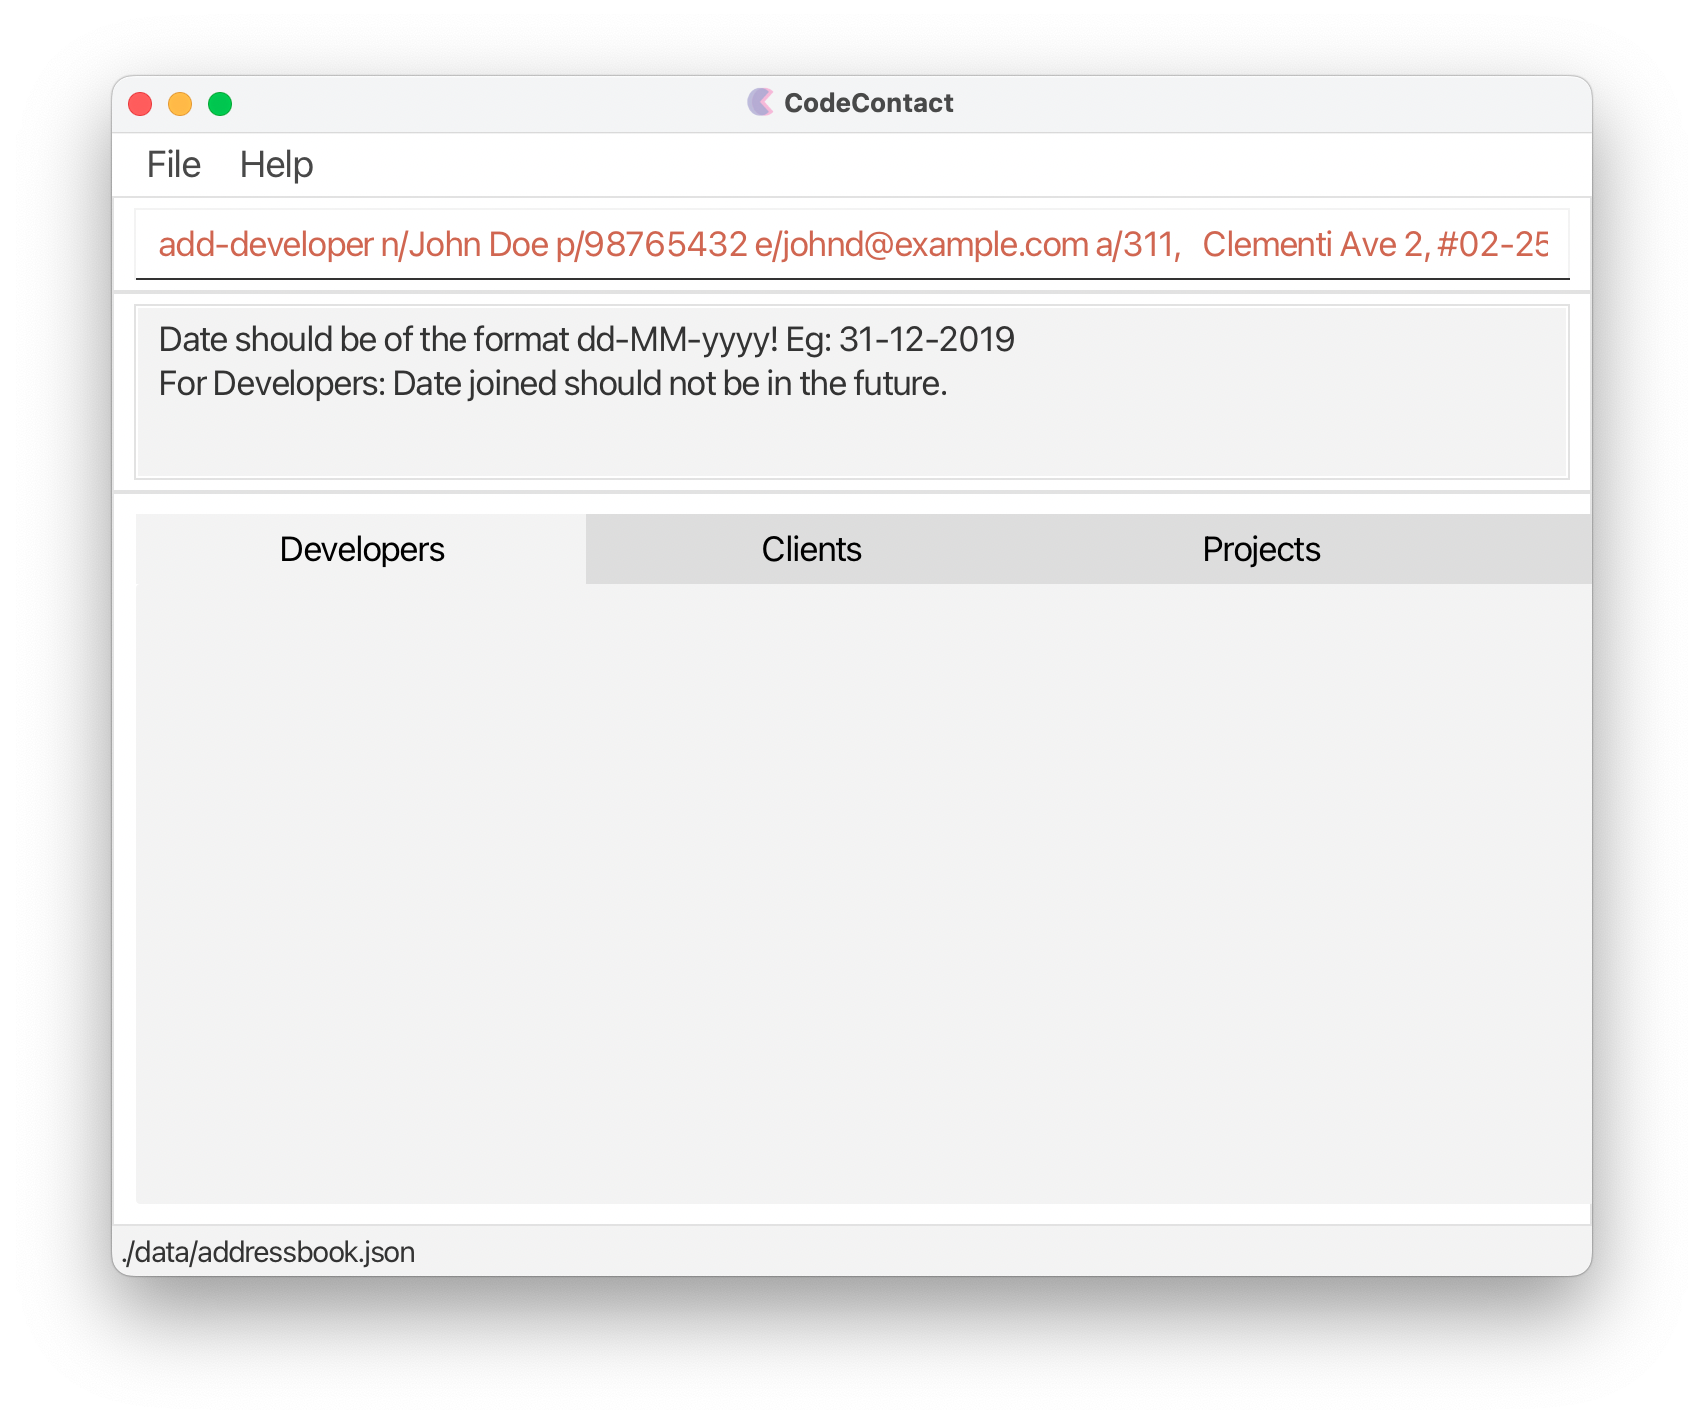 CodeContact
File Help
add-developer n/John Doe p/98765432 e/johnd@example.com a/311, Clementi Ave 2, #02-25
Date should be of the format dd-MM-yyyy! Eg: 31-12-2019
For Developers: Date joined should not be in the future.
Developers Clients Projects
./data/addressbook.json